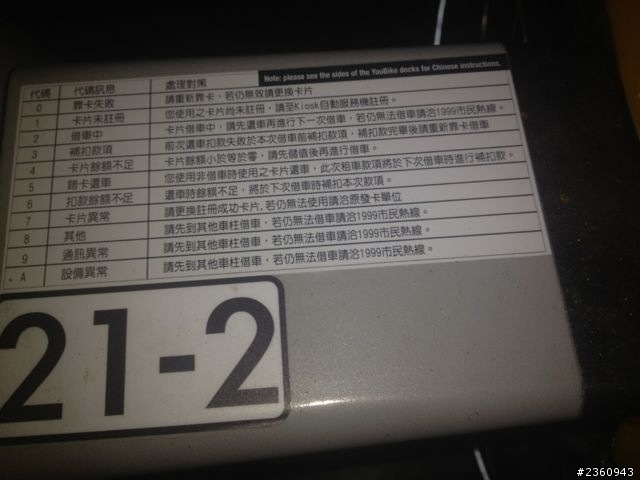 Note: please see the sides of the YouBike docks for Chinese instructions.
代碼 代碼訊息 處理對策
0 靠卡失敗 請重新靠卡，若仍無效請更換卡片
1 卡片未註冊 您使用之卡片尚未註冊，請至Kiosk自動服務機註冊。
2 借車中 卡片借車中，請先還車再進行下一次借車，若仍無法借車請洽1999市民熱線。
3 補扣款項 前次還車扣款失敗於本次借車前補扣款項，補扣款完畢後請重新靠卡借車
4 卡片餘額不足 卡片餘額小於等於零，請先儲值後再進行借車。
5 錯卡還車 您使用非借車時使用之卡片還車，此次租車款項將於下次借車時進行補扣款。
6 扣款餘額不足 還車時餘額不足，將於下次借車時補扣本次款項。
7 卡片異常 請更換註冊成功卡片，若仍無法使用請洽原發卡單位
8 其他 請先到其他車柱借車，若仍無法借車請洽1999市民熱線。
9 通訊異常 請先到其他車柱借車，若仍無法借車請洽1999市民熱線。
A 設備異常 請先到其他車柱借車，若仍無法借車請洽1999市民熱線。
21-2
#2360943